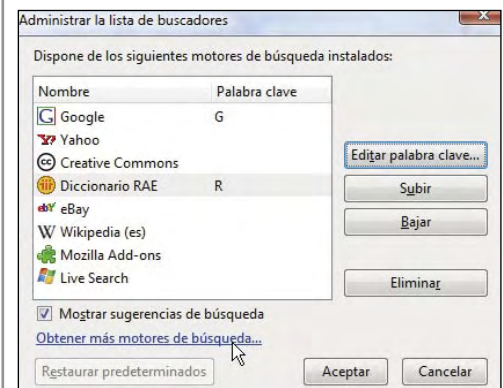 Administrar la lista de buscadores
Dispone de los siguientes motores de búsqueda instalados:
Nombre Palabra clave
Google G
Yahoo
Creative Commons
Diccionario RAE R
eBay
Wikipedia (es)
Mozilla Add-ons
Live Search
Editar palabra clave...
Subir
Bajar
Eliminar
Mostrar sugerencias de búsqueda
Obtener más motores de búsqueda...
Restaurar predeterminados Aceptar Cancelar